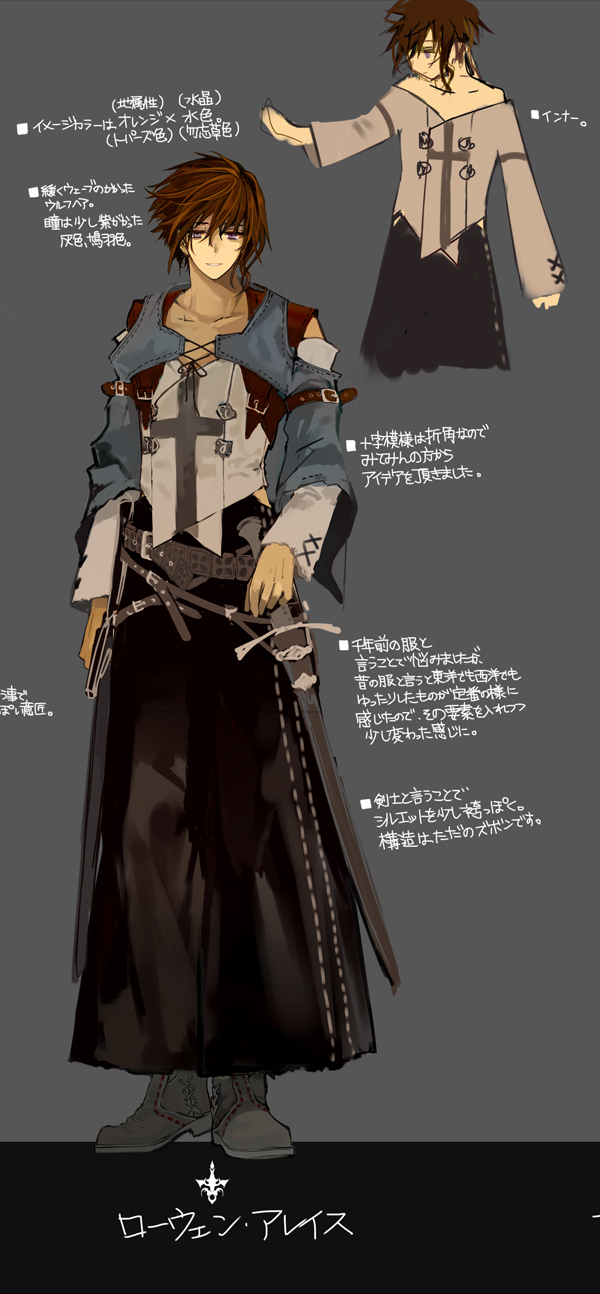 (地属性) (水晶)
■イメージカラーは オレンジ× 水色。
(トパーズ色) (勿忘草色)
■インナー。
■緩くウェーブのかかった
ウルフヘア。
瞳は少し紫がかった
灰色、鳩羽色。
■十字模様は折角なので
みてみんの方から
アイデアを頂きました。
■千年前の服と
言うことで悩みましたが、
昔の服と言うと東洋でも西洋でも
ゆったりしたものが定番の様に
感じたので、その要素を入れつつ
少し変わった感じに。
ぽい意匠。
■剣士と言うことで
シルエットを少し袴っぽく。
構造はただのズボンです。
ローウェン・アレイス